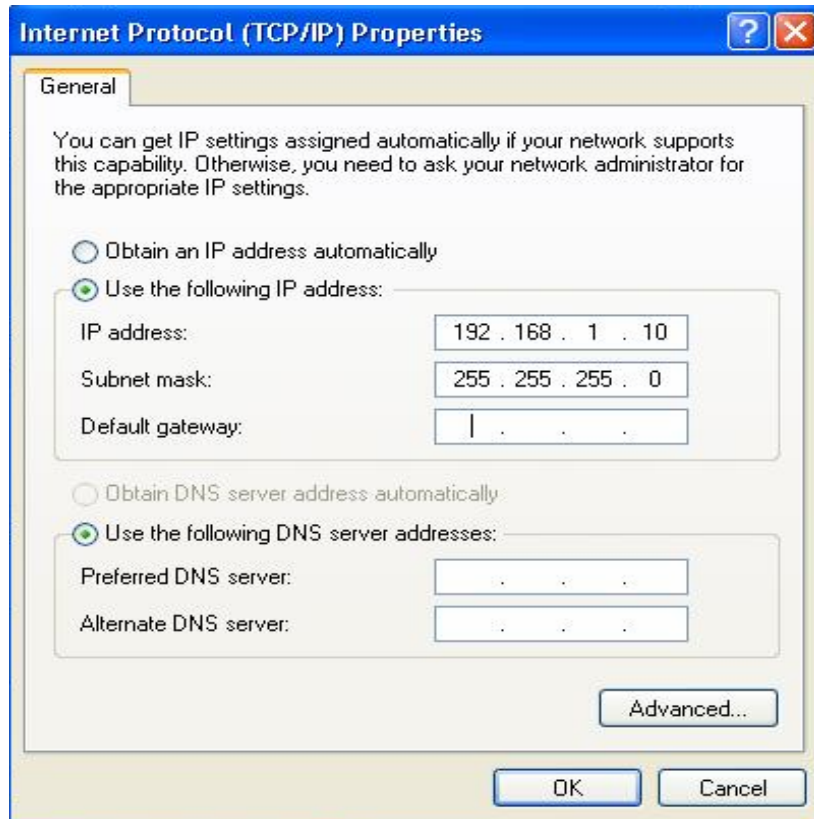 Internet Protocol (TCP/IP) Properties
General
You can get IP settings assigned automatically if your network supports
this capability. Otherwise, you need to ask your network administrator for
the appropriate IP settings.
Obtain an IP address automatically
Use the following IP address:
IP address: 192 . 168 . 1 . 10
Subnet mask: 255 . 255 . 255 . 0
Default gateway: . . .
Obtain DNS server address automatically
Use the following DNS server addresses:
Preferred DNS server: . . .
Alternate DNS server: . . .
Advanced...
OK Cancel